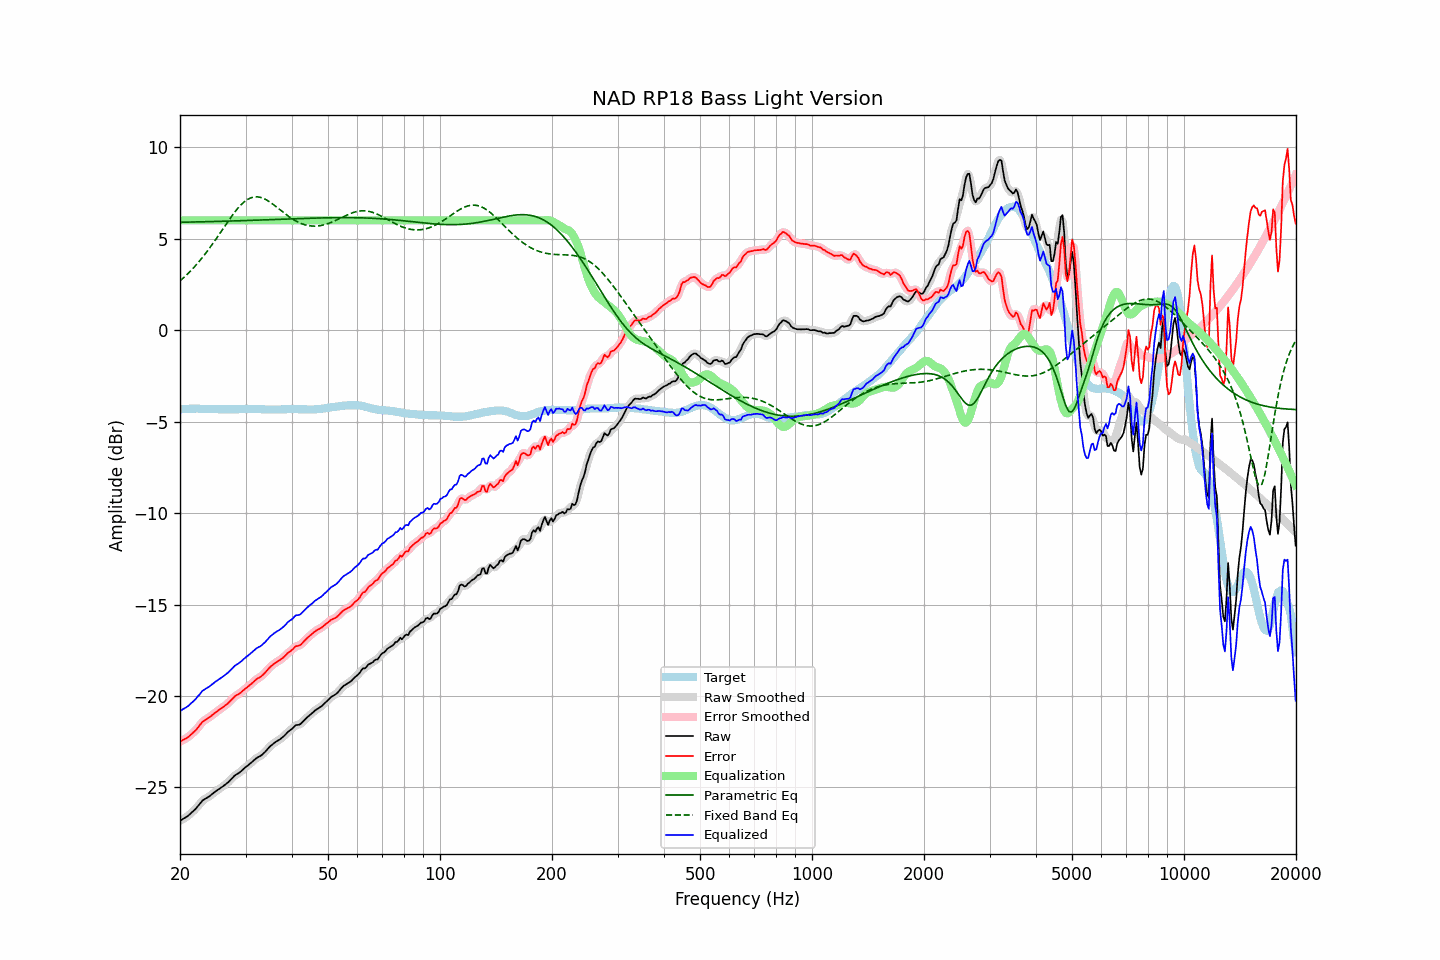 NAD RP18 Bass Light Version
10
5
0
−5
−10
−15
−20
−25
Amplitude (dBr)
Target
Raw Smoothed
Error Smoothed
Raw
Error
Equalization
Parametric Eq
Fixed Band Eq
Equalized
20 50 100 200 500 1000 2000 5000 10000 20000
Frequency (Hz)